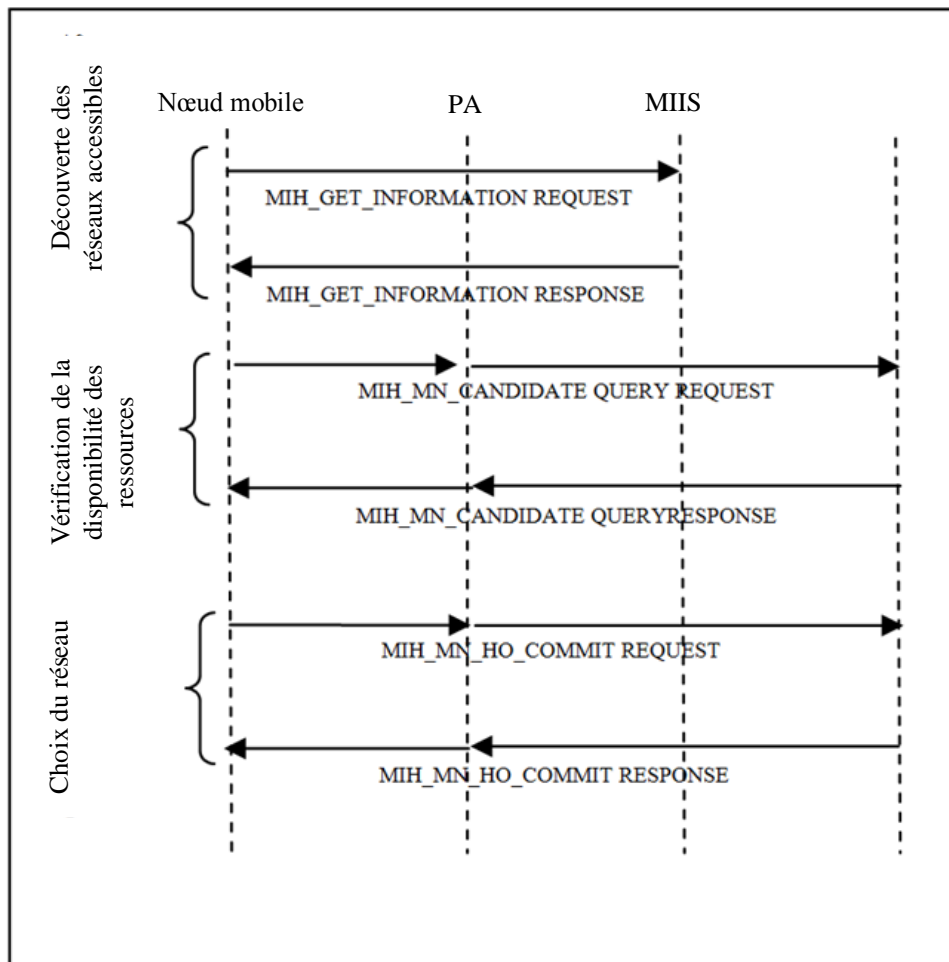 Nœud mobile
PA
MIIS
Découverte des
réseaux accessibles
MIH_GET_INFORMATION REQUEST
MIH_GET_INFORMATION RESPONSE
Vérification de la
disponibilité des
ressources
MIH_MN_CANDIDATE QUERY REQUEST
MIH_MN_CANDIDATE QUERYRESPONSE
Choix du réseau
MIH_MN_HO_COMMIT REQUEST
MIH_MN_HO_COMMIT RESPONSE